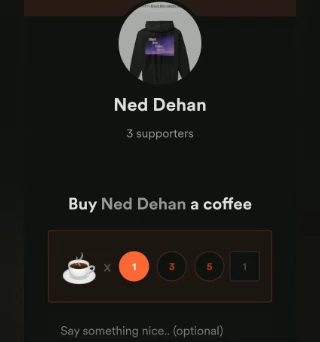 Ned Dehan
3 supporters
Buy Ned Dehan a coffee
x 1 3 5 1
Say something nice.. (optional)